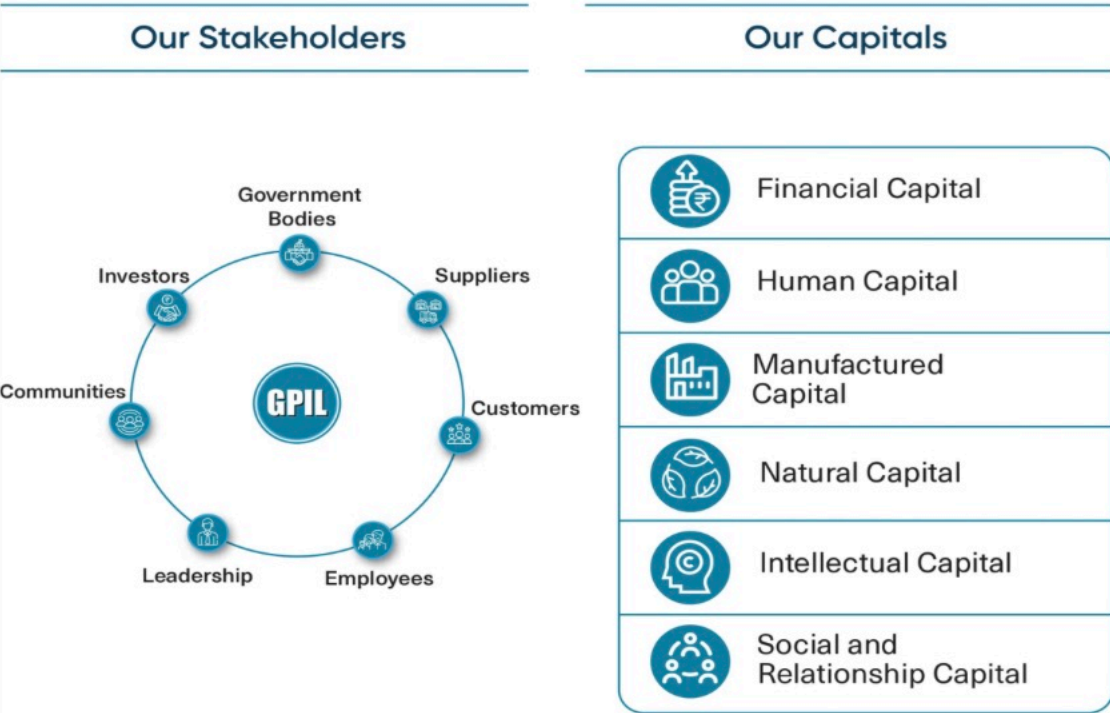 Our Stakeholders
Government
Bodies
Investors
Suppliers
Communities
GPIL
Customers
Leadership
Employees
Our Capitals
Financial Capital
Human Capital
Manufactured
Capital
Natural Capital
Intellectual Capital
Social and
Relationship Capital